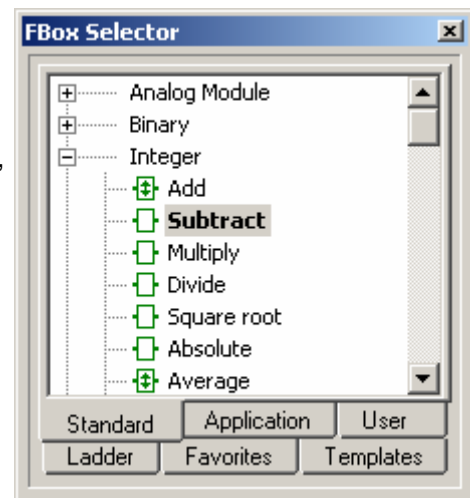 FBox Selector
Analog Module
Binary
,
Integer
Add
Subtract
Multiply
Divide
Square root
Absolute
Average
Standard Application User
Ladder Favorites Templates